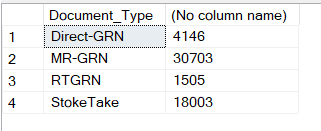 Document_Type (No column name)
1 Direct-GRN 4146
2 MR-GRN 30703
3 RTGRN 1505
4 StokeTake 18003